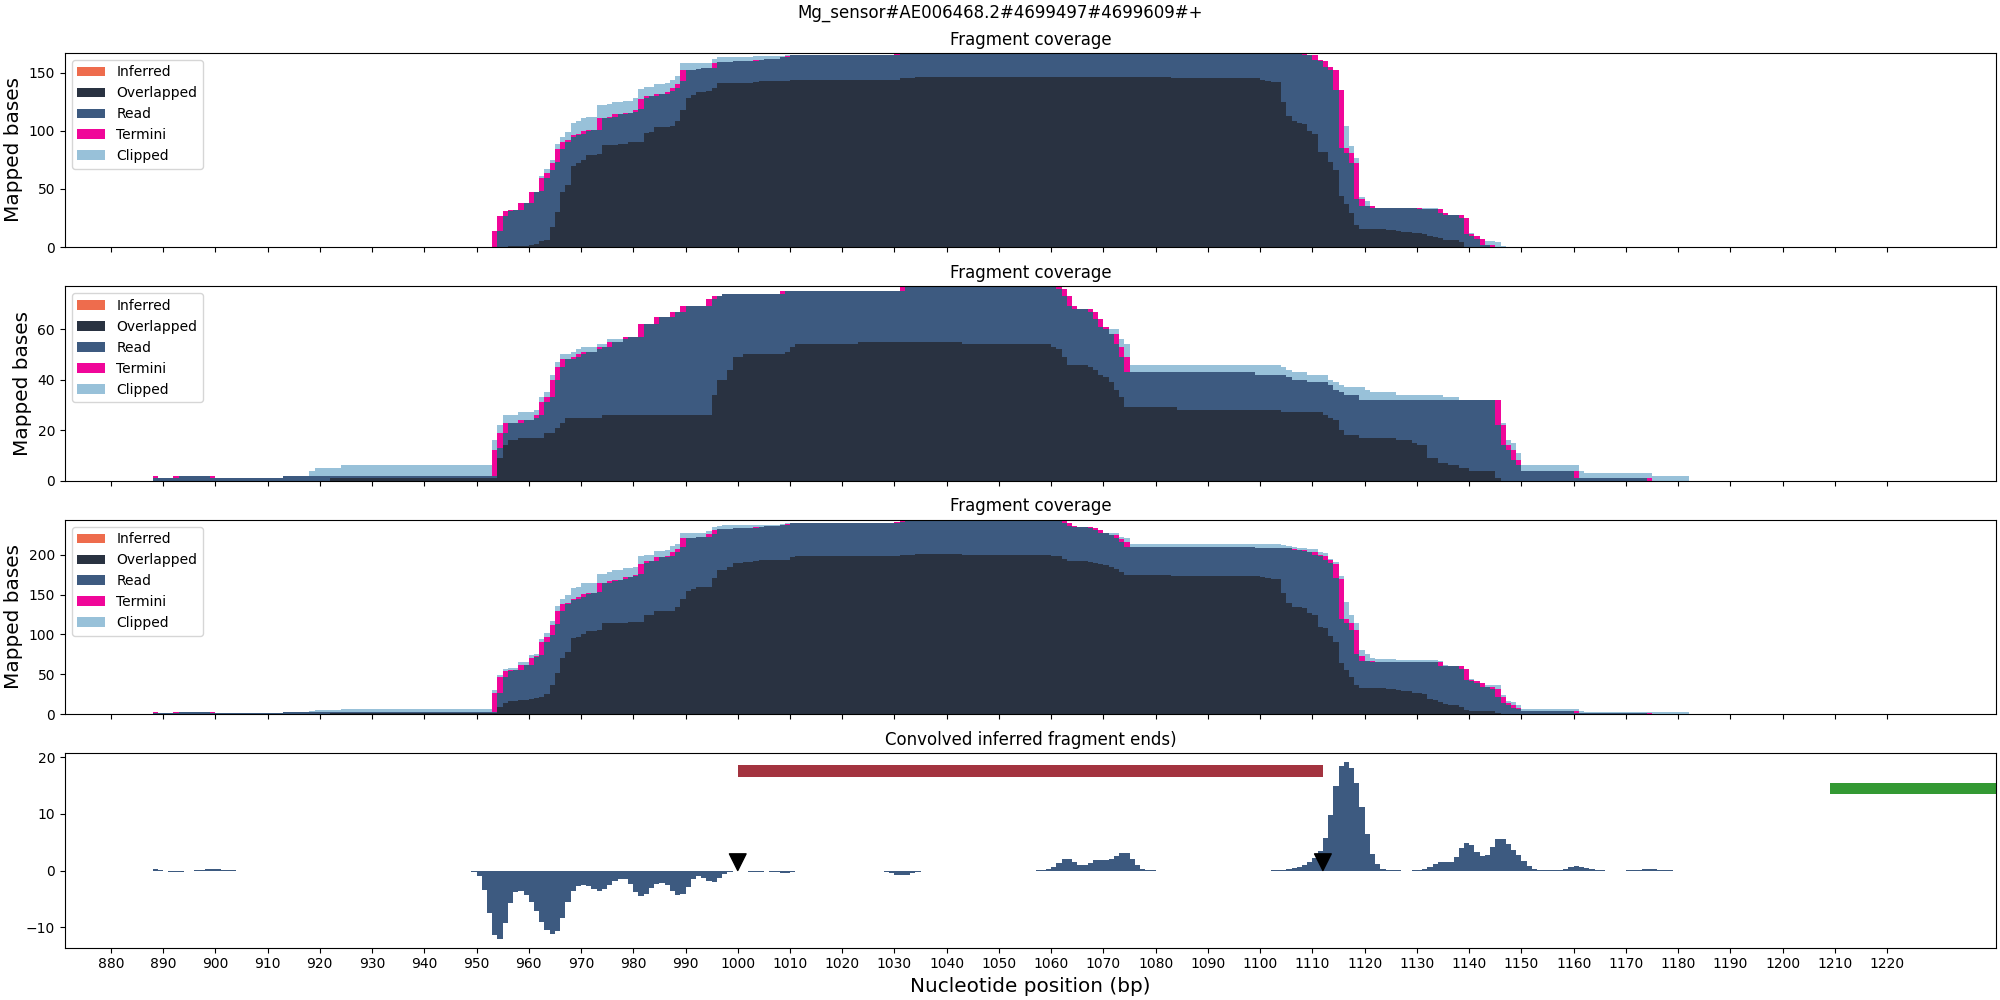 Mg_sensor#AE006468.2#4699497#4699609#+
Fragment coverage
Mapped bases
150
100
50
0
Inferred
Overlapped
Read
Termini
Clipped
Fragment coverage
Mapped bases
60
40
20
0
Inferred
Overlapped
Read
Termini
Clipped
Fragment coverage
Mapped bases
200
150
100
50
0
Inferred
Overlapped
Read
Termini
Clipped
Convolved inferred fragment ends)
20
10
0
−10
880 890 900 910 920 930 940 950 960 970 980 990 1000 1010 1020 1030 1040 1050 1060 1070 1080 1090 1100 1110 1120 1130 1140 1150 1160 1170 1180 1190 1200 1210 1220
Nucleotide position (bp)